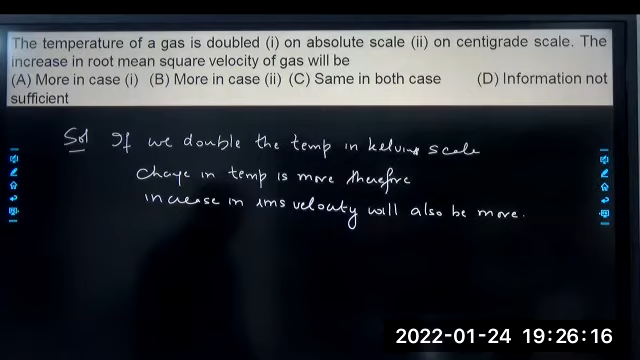 The temperature of a gas is doubled (i) on absolute scale (ii) on centigrade scale. The
increase in root mean square velocity of gas will be
(A) More in case (i) (B) More in case (ii) (C) Same in both case (D) Information not
sufficient
Sol If we double the temp in kelvin scale
change in temp is more therefore
increase in rms velocity will also be more.
2022-01-24 19:26:16